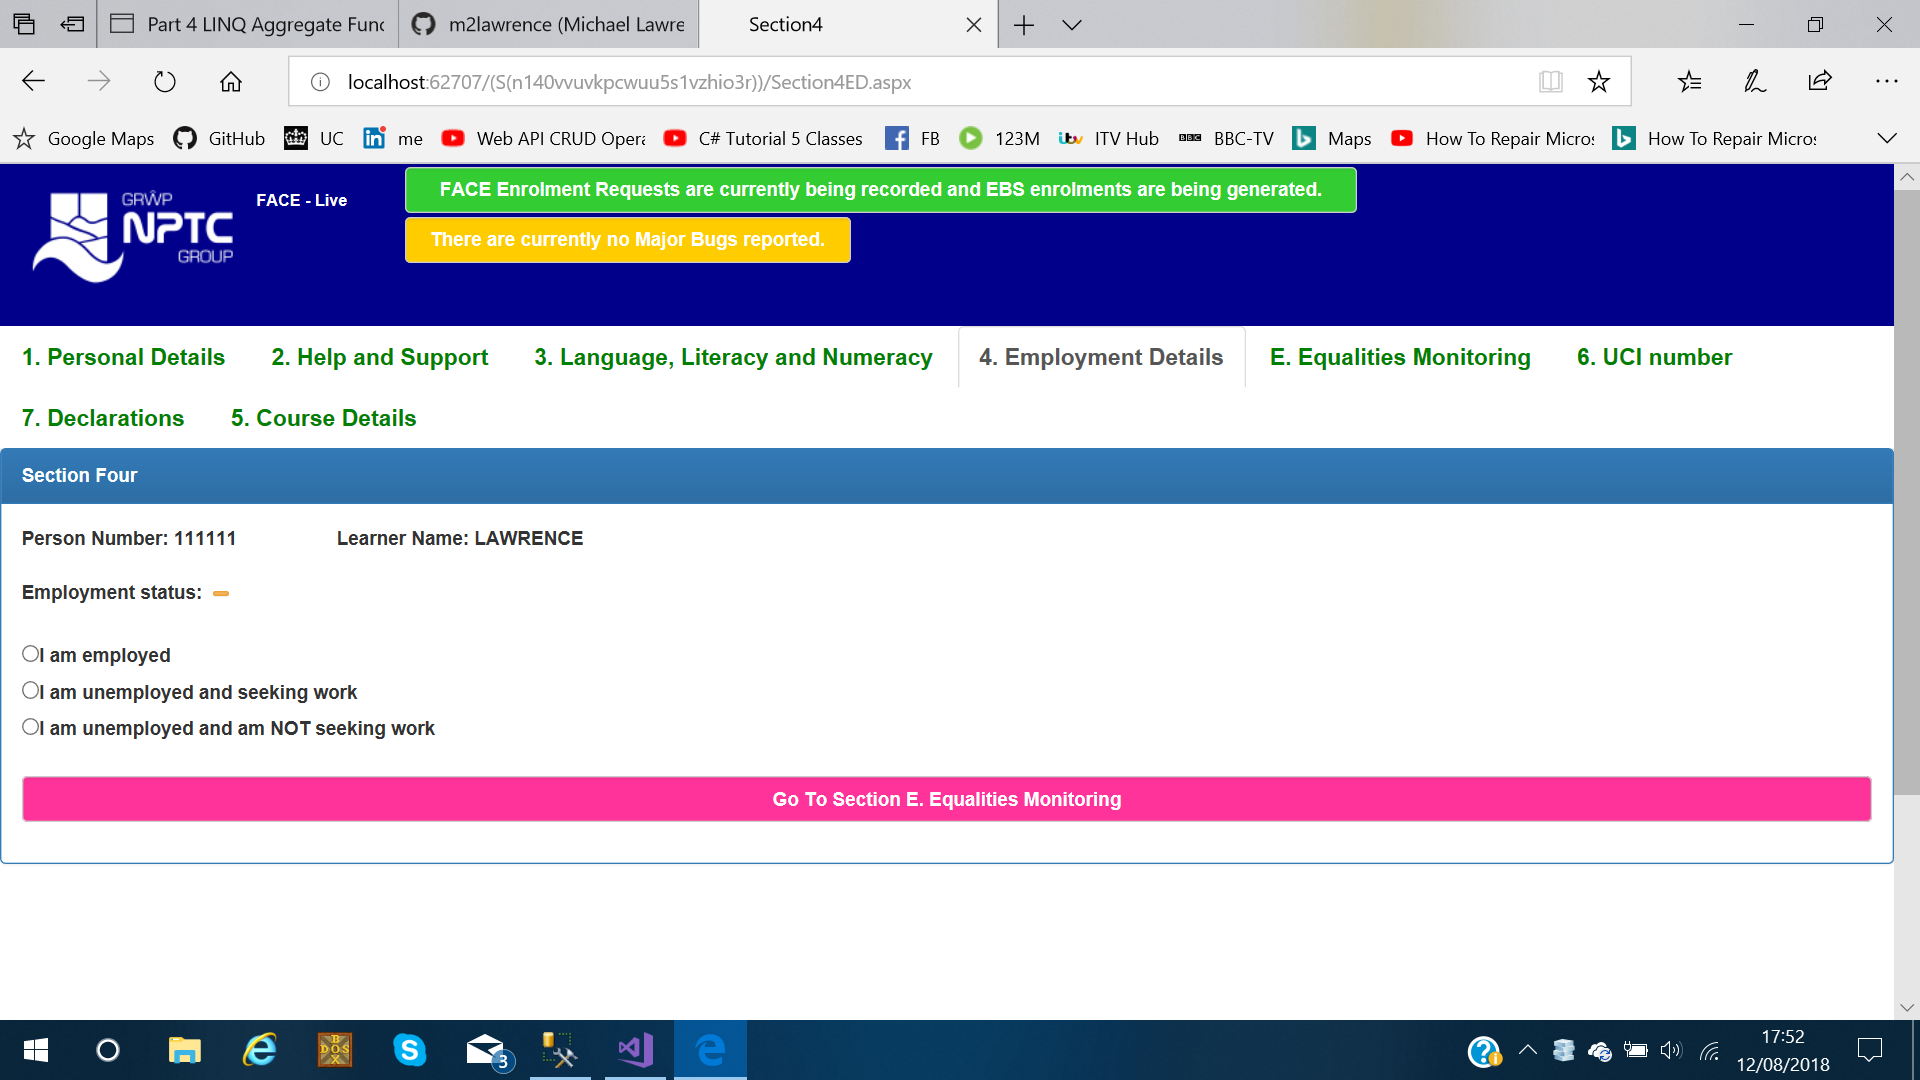 Part 4 LINQ Aggregate Func
m2lawrence (Michael Lawre
Section4
localhost:62707/(S(n140vvuvkpcwuu5s1vzhio3r))/Section4ED.aspx
Google Maps GitHub UC me Web API CRUD Opera C# Tutorial 5 Classes FB 123M ITV Hub BBC-TV Maps How To Repair Micros How To Repair Micros
GRŴP
NPTC
GROUP
FACE - Live
FACE Enrolment Requests are currently being recorded and EBS enrolments are being generated.
There are currently no Major Bugs reported.
1. Personal Details 2. Help and Support 3. Language, Literacy and Numeracy 4. Employment Details E. Equalities Monitoring 6. UCI number
7. Declarations 5. Course Details
Section Four
Person Number: 111111 Learner Name: LAWRENCE
Employment status:
I am employed
I am unemployed and seeking work
I am unemployed and am NOT seeking work
Go To Section E. Equalities Monitoring
3
17:52
12/08/2018